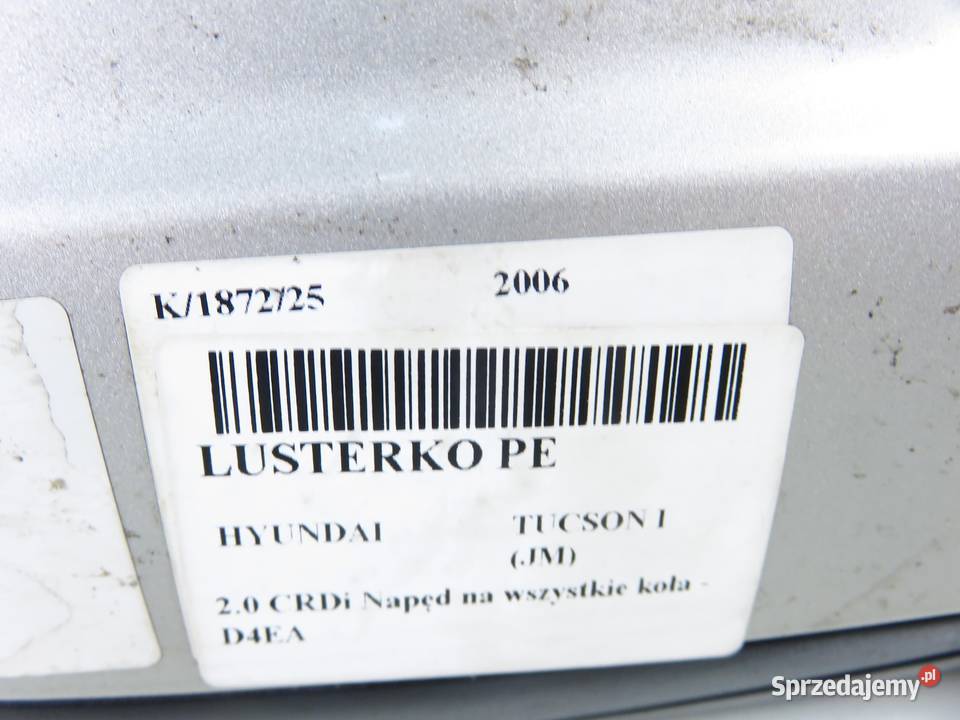 K/1872/25 2006
LUSTERKO PE
HYUNDAI TUCSON I
(JM)
2.0 CRDi Napęd na wszystkie koła -
D4EA
Sprzedajemy.pl